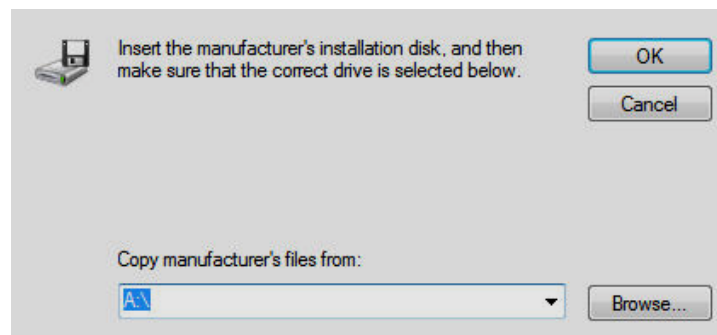 Insert the manufacturer's installation disk, and then
make sure that the correct drive is selected below.
OK
Cancel
Copy manufacturer's files from:
A:\
Browse...